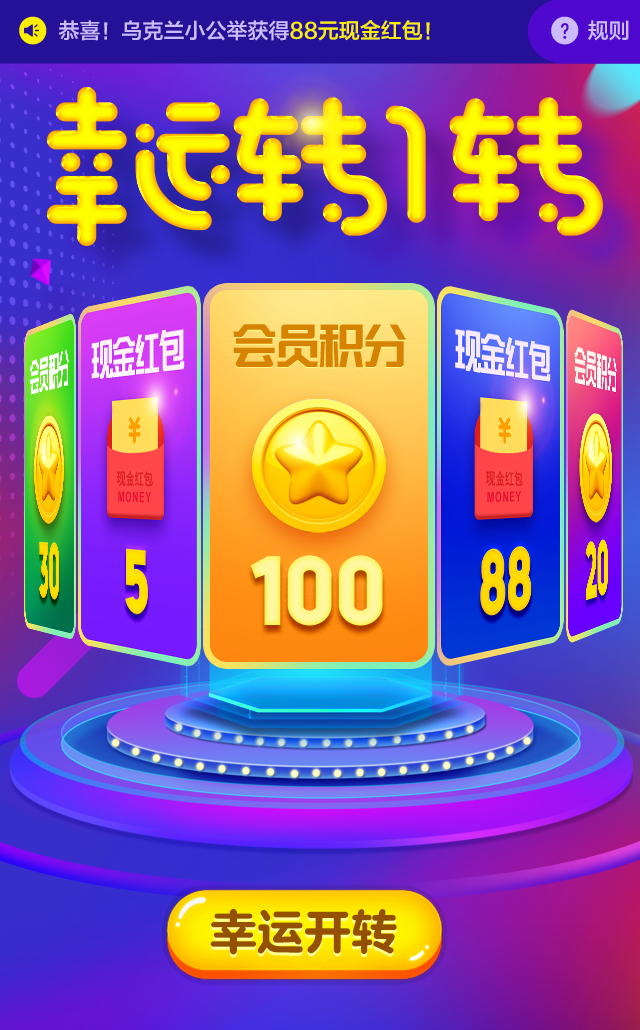 恭喜！乌克兰小公举获得88元现金红包！
? 规则
幸运转1转
会员积分
30
现金红包
¥
现金红包
MONEY
5
会员积分
100
现金红包
¥
现金红包
MONEY
88
会员积分
20
幸运开转